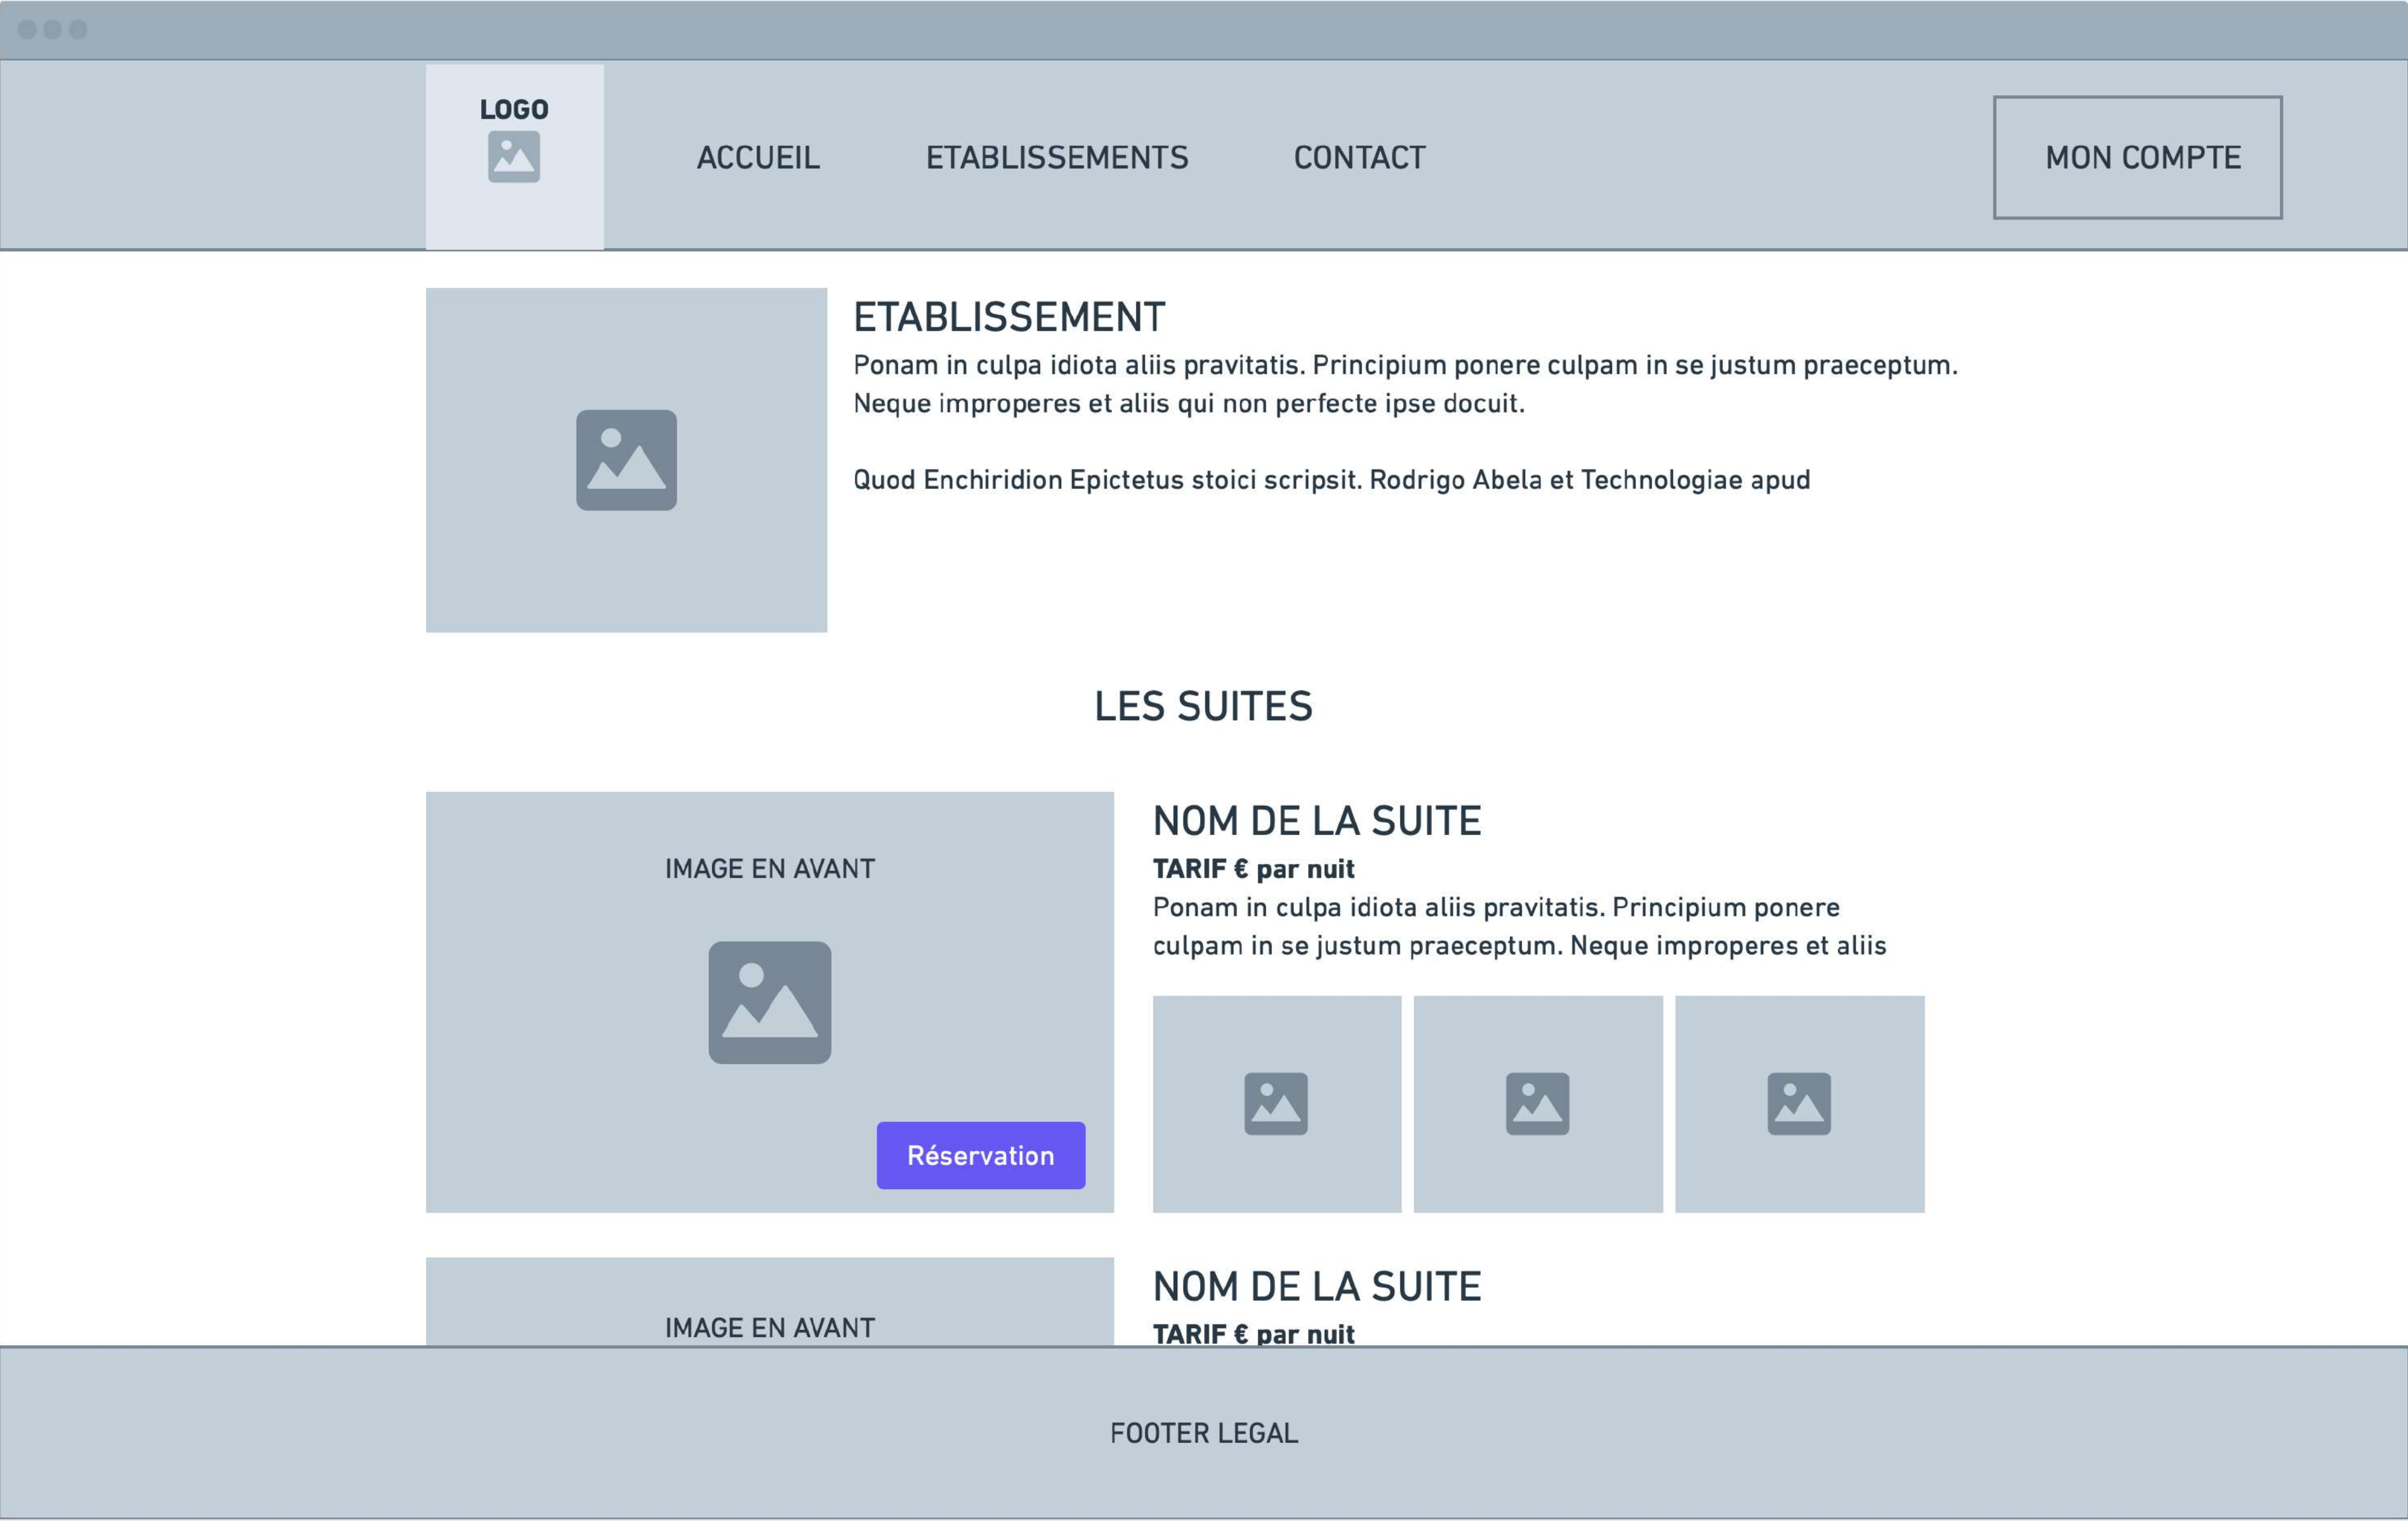 LOGO
ACCUEIL
ETABLISSEMENTS
CONTACT
MON COMPTE
ETABLISSEMENT
Ponam in culpa idiota aliis pravitatis. Principium ponere culpam in se justum praeceptum.
Neque improperes et aliis qui non perfecte ipse docuit.
Quod Enchiridion Epictetus stoici scripsit. Rodrigo Abela et Technologiae apud
LES SUITES
IMAGE EN AVANT
Réservation
NOM DE LA SUITE
TARIF € par nuit
Ponam in culpa idiota aliis pravitatis. Principium ponere
culpam in se justum praeceptum. Neque improperes et aliis
IMAGE EN AVANT
NOM DE LA SUITE
TARIF € par nuit
FOOTER LEGAL